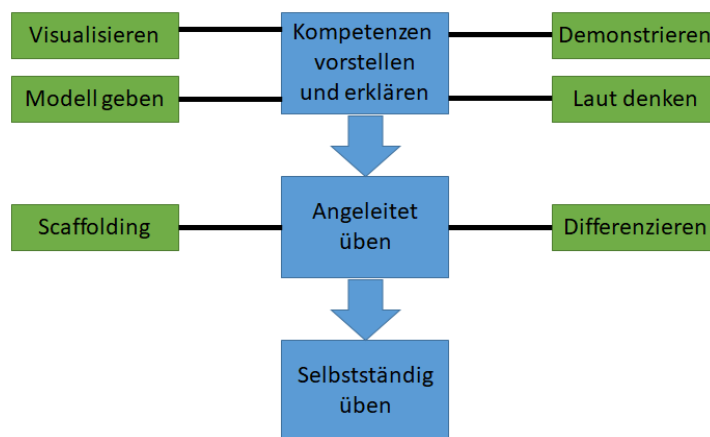 Visualisieren
Kompetenzen
vorstellen
und erklären
Demonstrieren
Modell geben
Laut denken
Scaffolding
Angeleitet
üben
Differenzieren
Selbstständig
üben